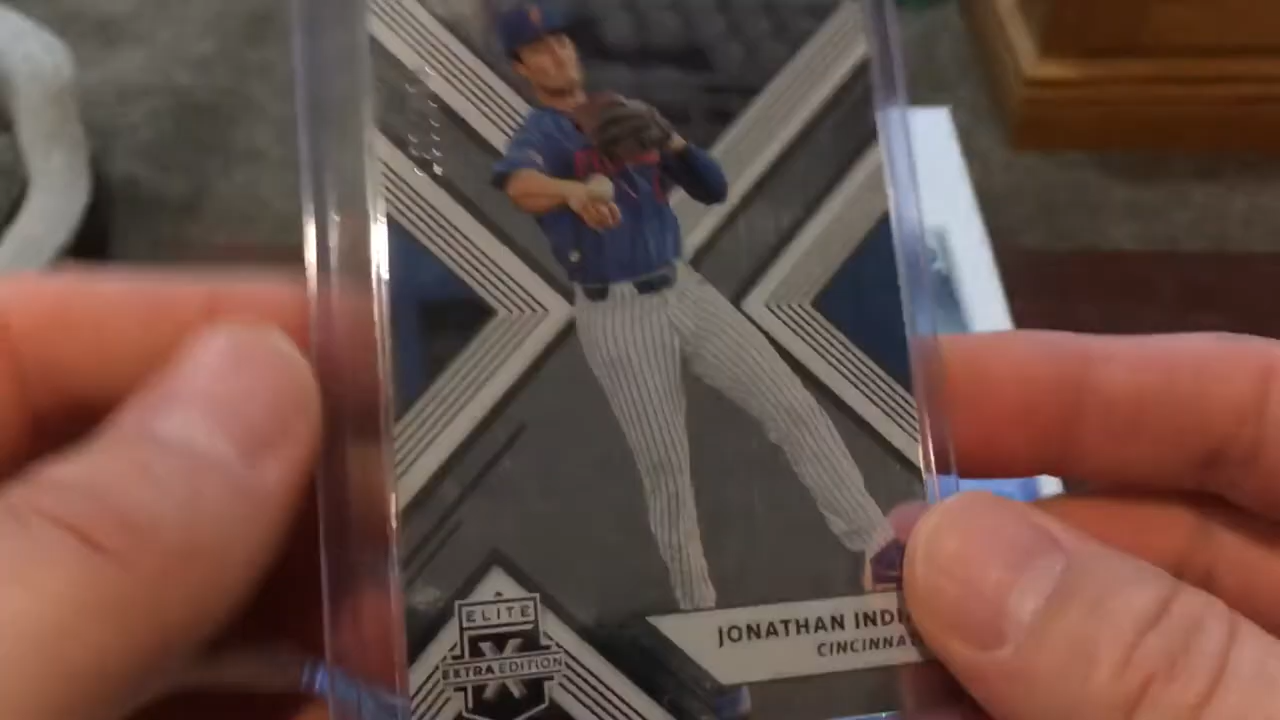 JONATHAN INDI
CINCINNA
ELITE
X
EXTRA EDITION